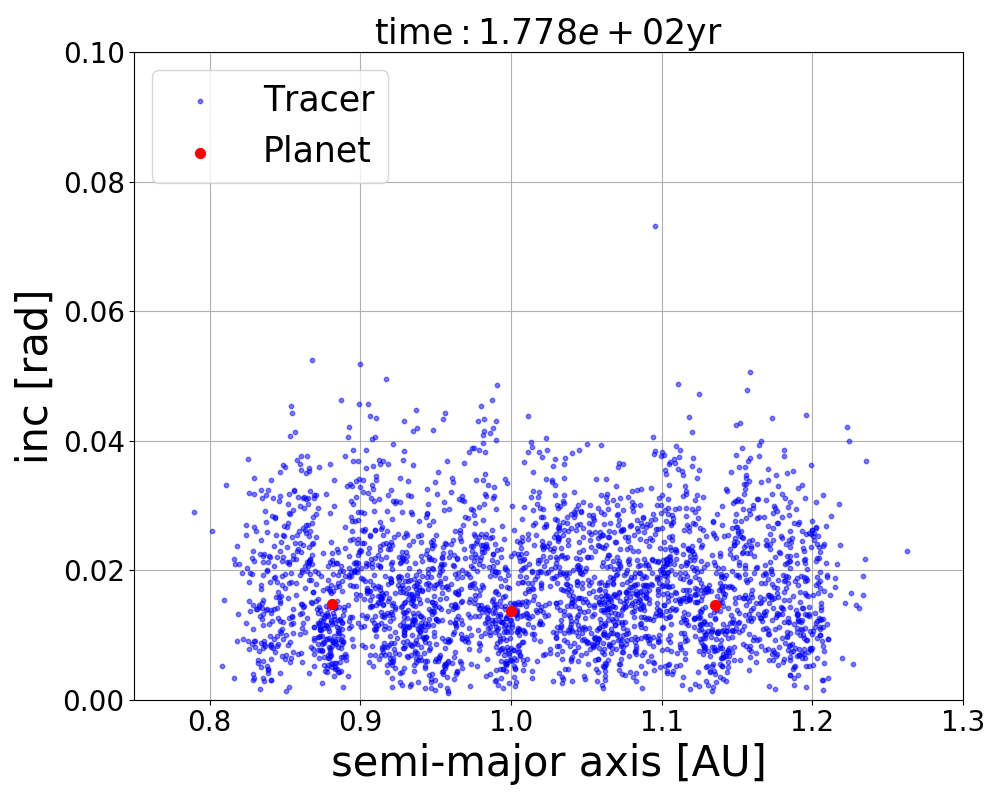 time : 1.778e + 02yr
0.10
0.08
0.06
0.04
0.02
0.00
inc [rad]
Tracer
Planet
0.8 0.9 1.0 1.1 1.2 1.3
semi-major axis [AU]